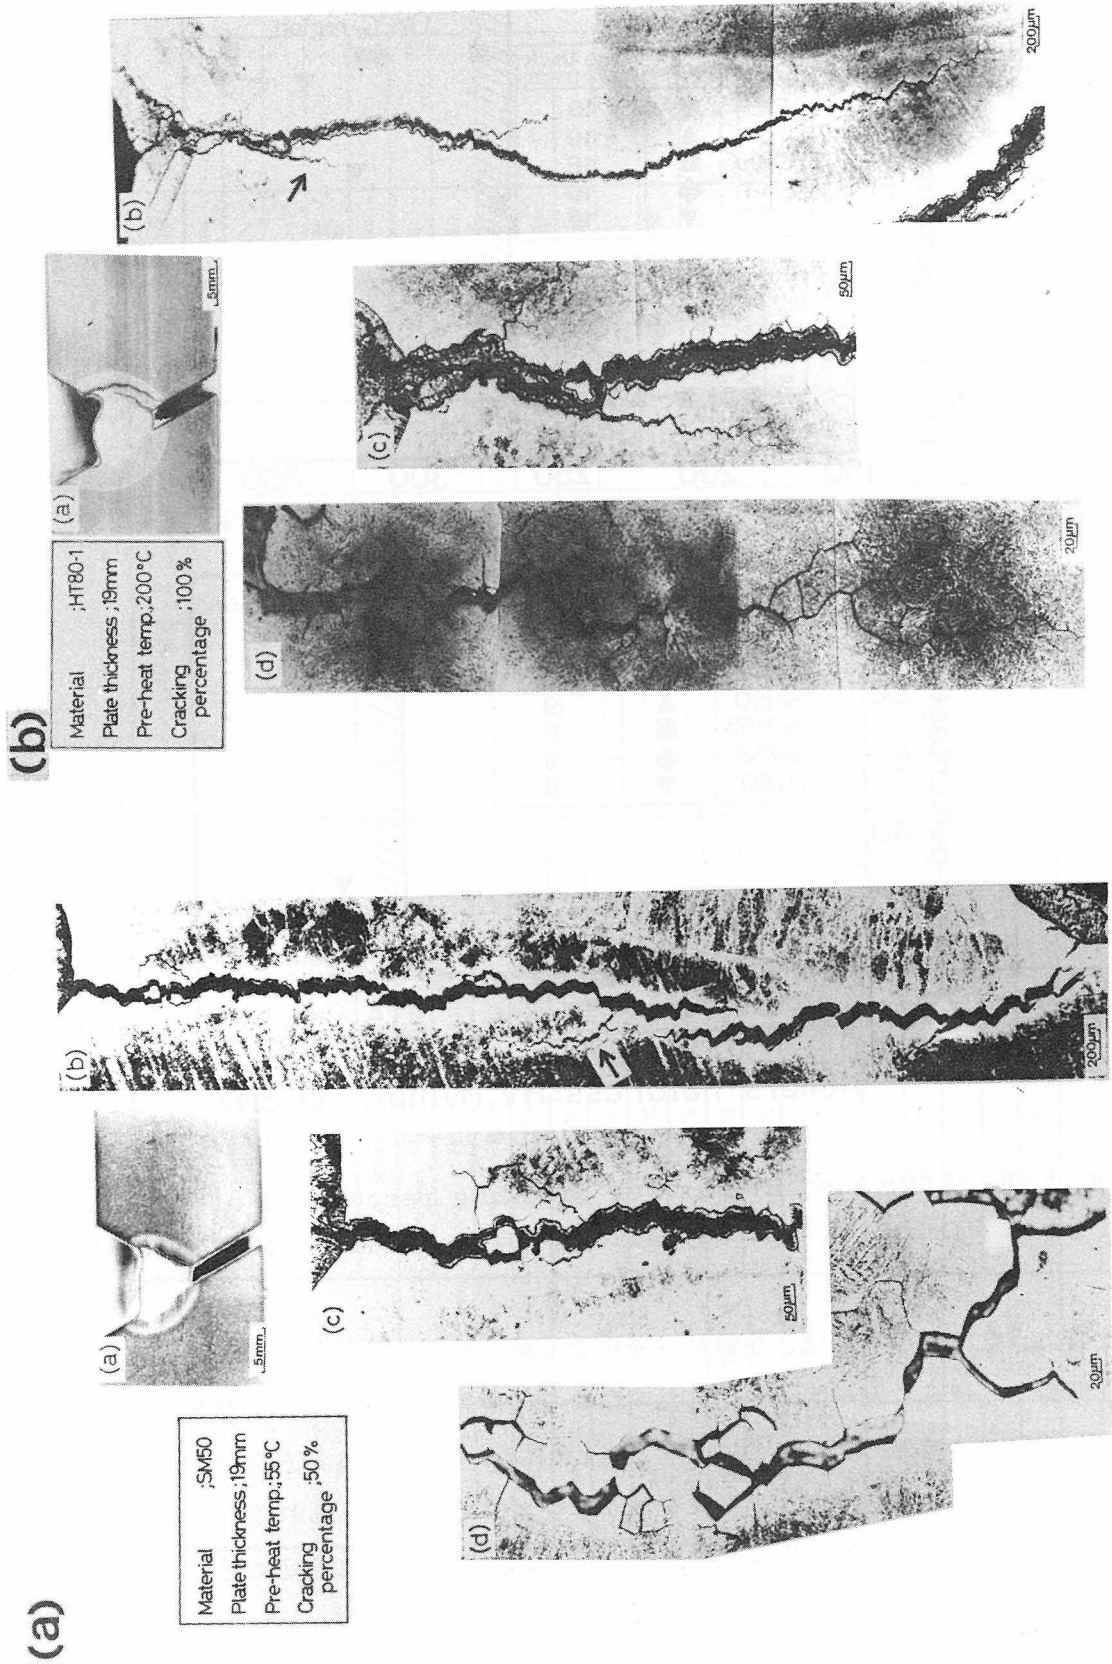 (a)
Material ;SM50
Plate thickness ;19mm
Pre-heat temp.;55°C
Cracking ;50%
percentage
(a)
5mm
(b)
200μm
(c)
50μm
(d)
20μm
(b)
Material ;HT80-1
Plate thickness ;19mm
Pre-heat temp.;200°C
Cracking ;100%
percentage
(a)
5mm
(b)
200μm
(c)
50μm
(d)
20μm